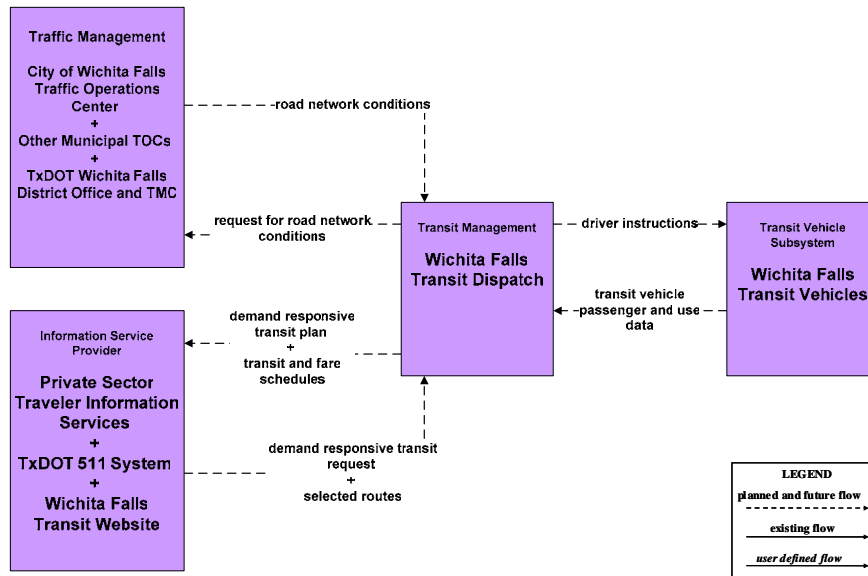 Traffic Management
City of Wichita Falls
Traffic Operations
Center
+
Other Municipal TOCs
+
TxDOT Wichita Falls
District Office and TMC
road network conditions
request for road network
conditions
Transit Management
Wichita Falls
Transit Dispatch
driver instructions
transit vehicle
passenger and use
data
Transit Vehicle
Subsystem
Wichita Falls
Transit Vehicles
Information Service
Provider
Private Sector
Traveler Information
Services
+
TxDOT 511 System
+
Wichita Falls
Transit Website
demand responsive
transit plan
+
transit and fare
schedules
demand responsive transit
request
+
selected routes
LEGEND
planned and future flow
existing flow
user defined flow